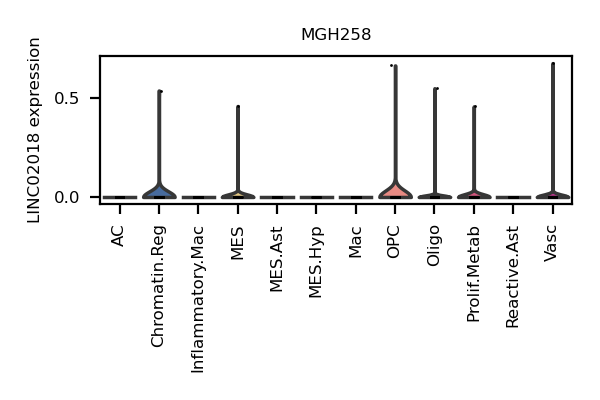 MGH258
LINC02018 expression
0.5
0.0
AC
Chromatin.Reg
Inflammatory.Mac
MES
MES.Ast
MES.Hyp
Mac
OPC
Oligo
Prolif.Metab
Reactive.Ast
Vasc